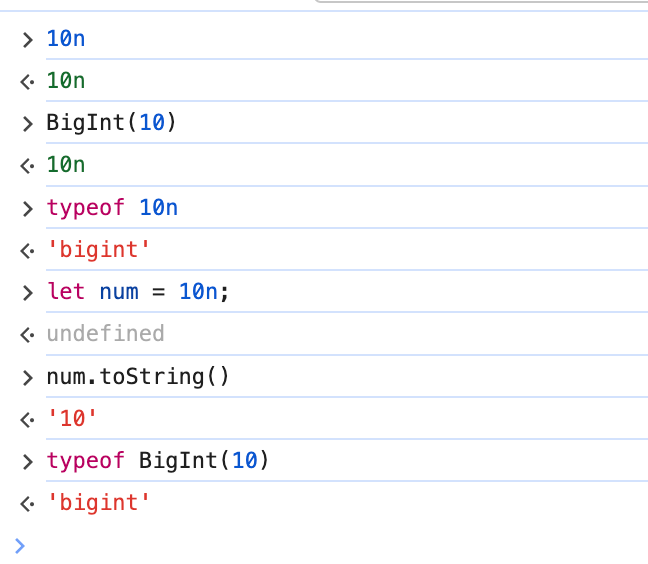 10n
10n
BigInt(10)
10n
typeof 10n
'bigint'
let num = 10n;
undefined
num.toString()
'10'
typeof BigInt(10)
'bigint'